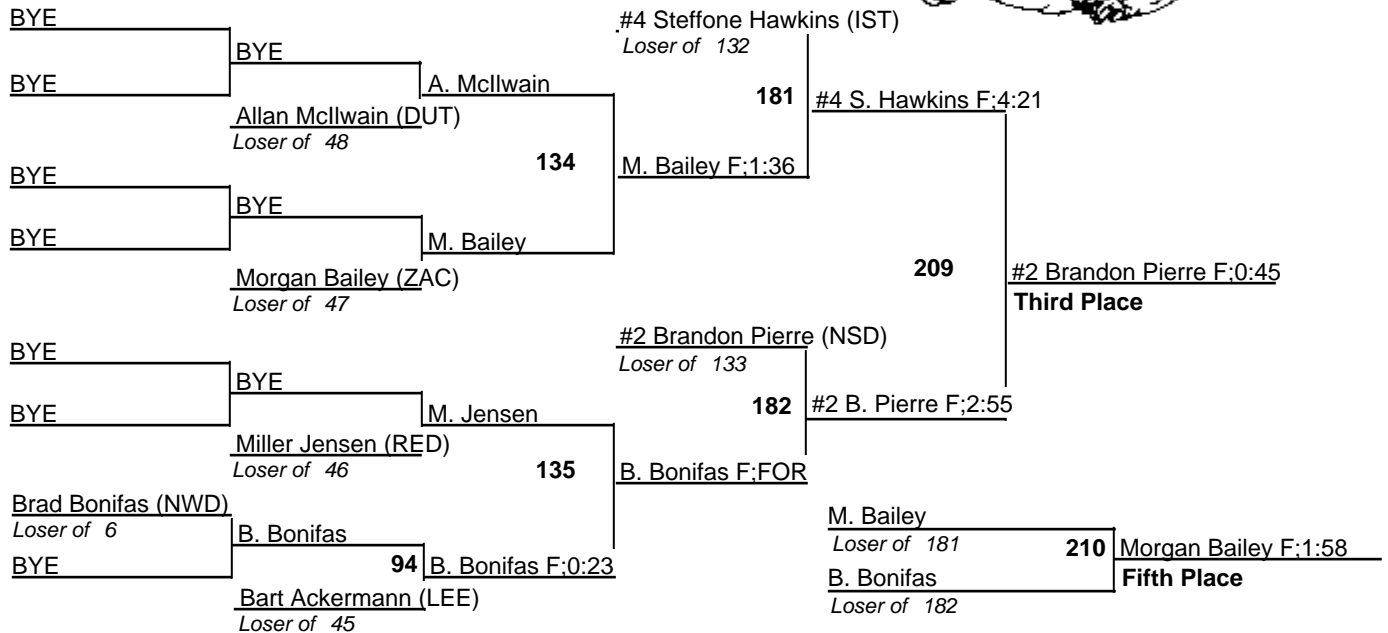 BYE
BYE
BYE
Allan McIlwain (DUT)
Loser of 48
A. McIlwain
BYE
BYE
BYE
Morgan Bailey (ZAC)
Loser of 47
M. Bailey
134
M. Bailey F;1:36
#4 Steffone Hawkins (IST)
Loser of 132
181
#4 S. Hawkins F;4:21
BYE
BYE
BYE
Miller Jensen (RED)
Loser of 46
M. Jensen
Brad Bonifas (NWD)
Loser of 6
BYE
B. Bonifas
94
Bart Ackermann (LEE)
Loser of 45
B. Bonifas F;0:23
135
B. Bonifas F;FOR
#2 Brandon Pierre (NSD)
Loser of 133
182
#2 B. Pierre F;2:55
209
#2 Brandon Pierre F;0:45
Third Place
M. Bailey
Loser of 181
B. Bonifas
Loser of 182
210
Morgan Bailey F;1:58
Fifth Place